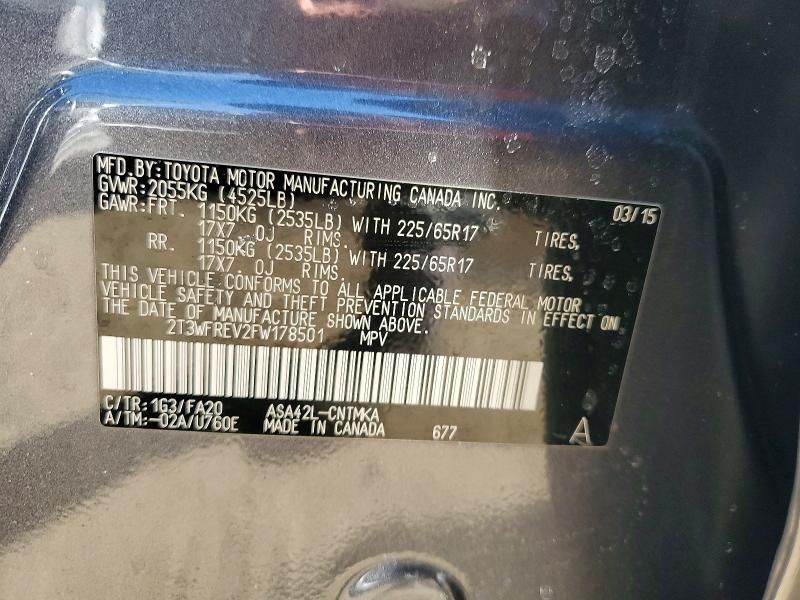 MFD.BY:TOYOTA MOTOR MANUFACTURING CANADA INC.
GVWR:2055KG (4525LB) 03/15
GAWR:FRT. 1150KG (2535LB) WITH 225/65R17 TIRES,
17X7.0J RIMS.
RR. 1150KG (2535LB) WITH 225/65R17 TIRES,
17X7.0J RIMS.
THIS VEHICLE CONFORMS TO ALL APPLICABLE FEDERAL MOTOR
VEHICLE SAFETY AND THEFT PREVENTION STANDARDS IN EFFECT ON
THE DATE OF MANUFACTURE SHOWN ABOVE.
2T3WFREV2FW178501 MPV
C/TR:1G3/FA20 ASA42L-CNTMKA
A/TM:-02A/U760E MADE IN CANADA 677 A